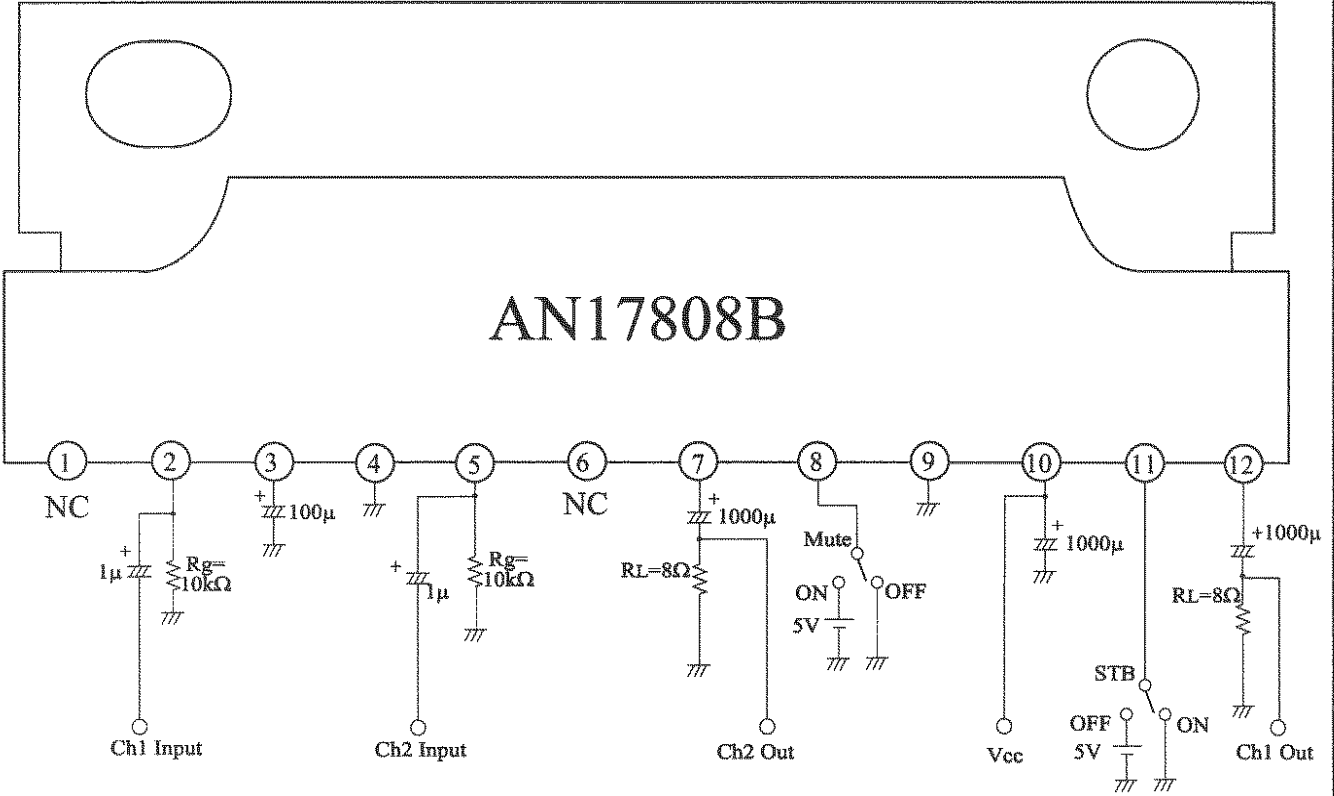 AN17808B
1 2 3 4 5 6 7 8 9 10 11 12
NC
NC
+ 100μ
+ 1000μ
+ 1000μ
+1000μ
+ 1μ
Rg=
10kΩ
+ 1μ
Rg=
10kΩ
RL=8Ω
Mute
ON
OFF
5V
RL=8Ω
STB
OFF
ON
5V
Ch1 Input
Ch2 Input
Ch2 Out
Vcc
Ch1 Out